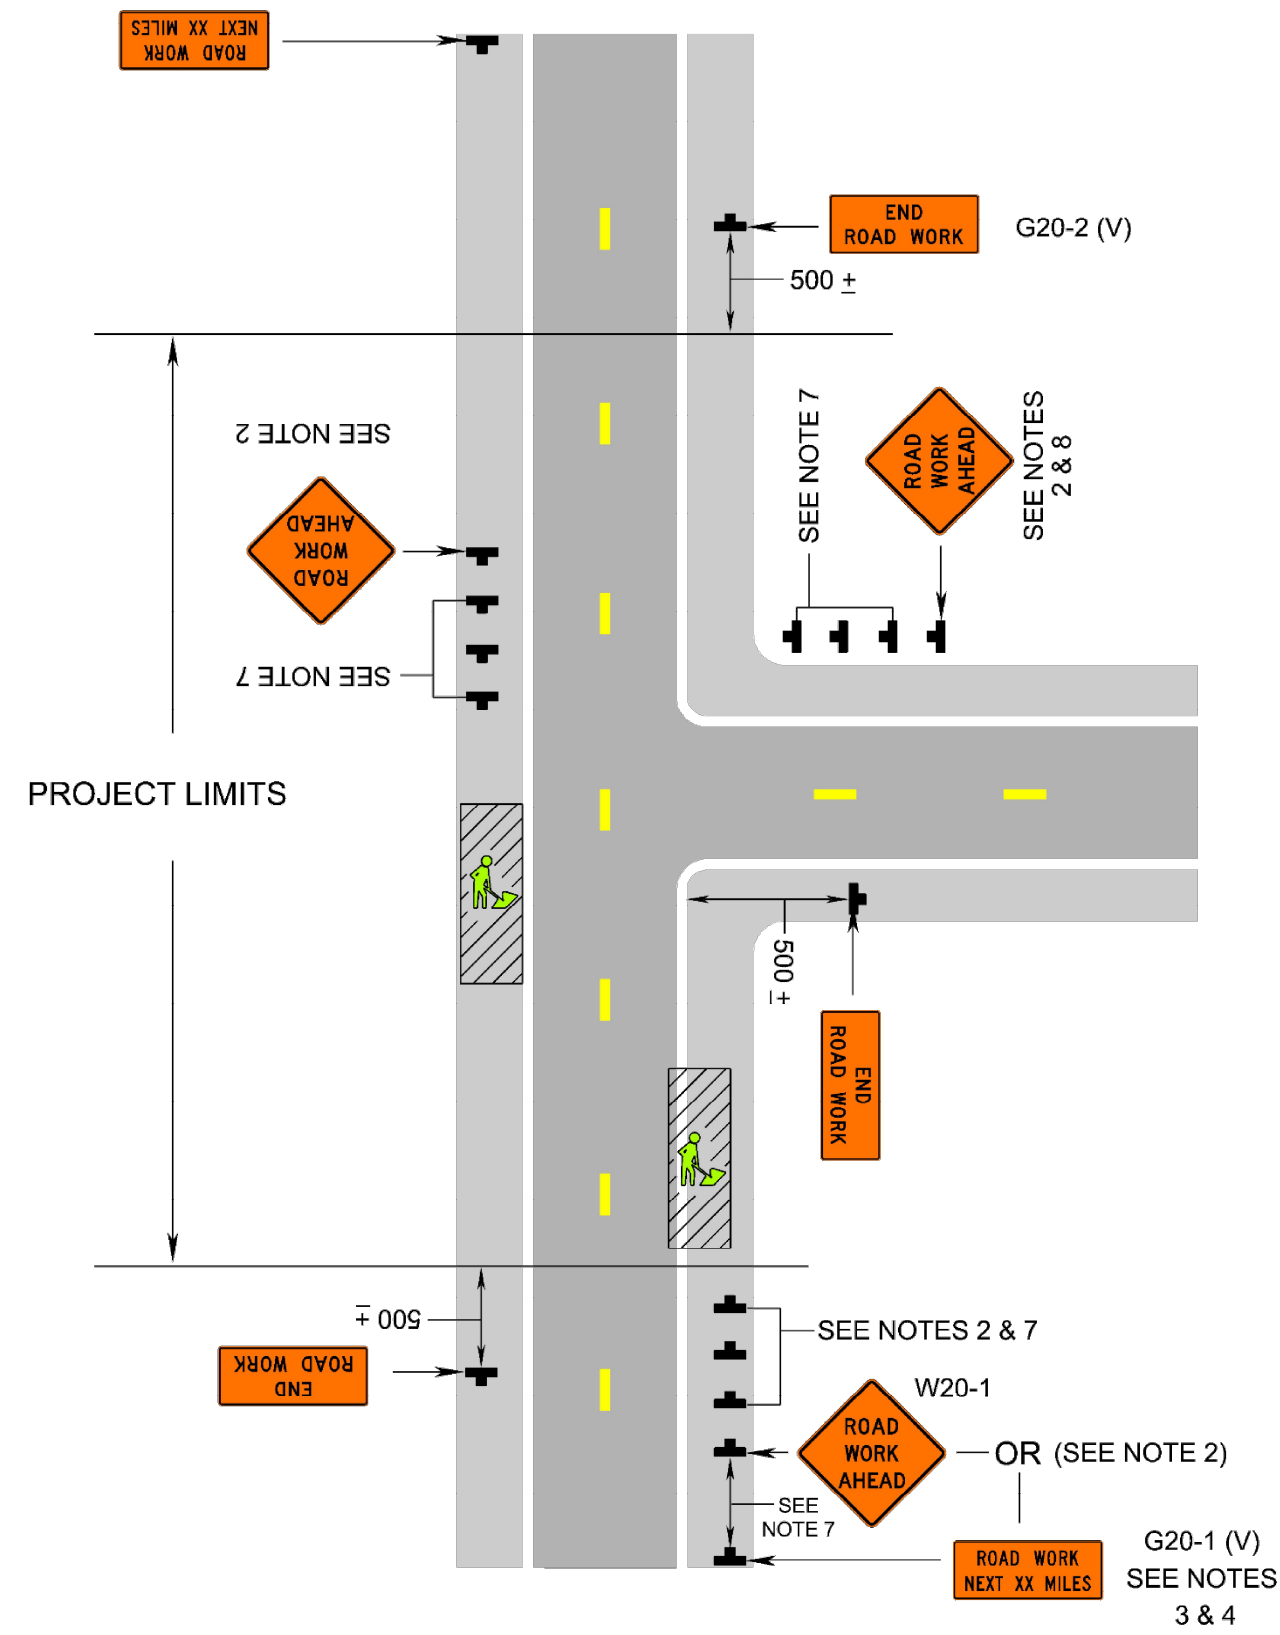 ROAD WORK
NEXT XX MILES
END
ROAD WORK
G20-2 (V)
500 ±
SEE NOTE 2
ROAD
WORK
AHEAD
SEE NOTE 7
SEE NOTE 7
ROAD
WORK
AHEAD
SEE NOTES
2 & 8
PROJECT LIMITS
500 ±
END
ROAD WORK
500 ±
END
ROAD WORK
SEE NOTES 2 & 7
W20-1
ROAD
WORK
AHEAD
OR (SEE NOTE 2)
SEE
NOTE 7
ROAD WORK
NEXT XX MILES
G20-1 (V)
SEE NOTES
3 & 4